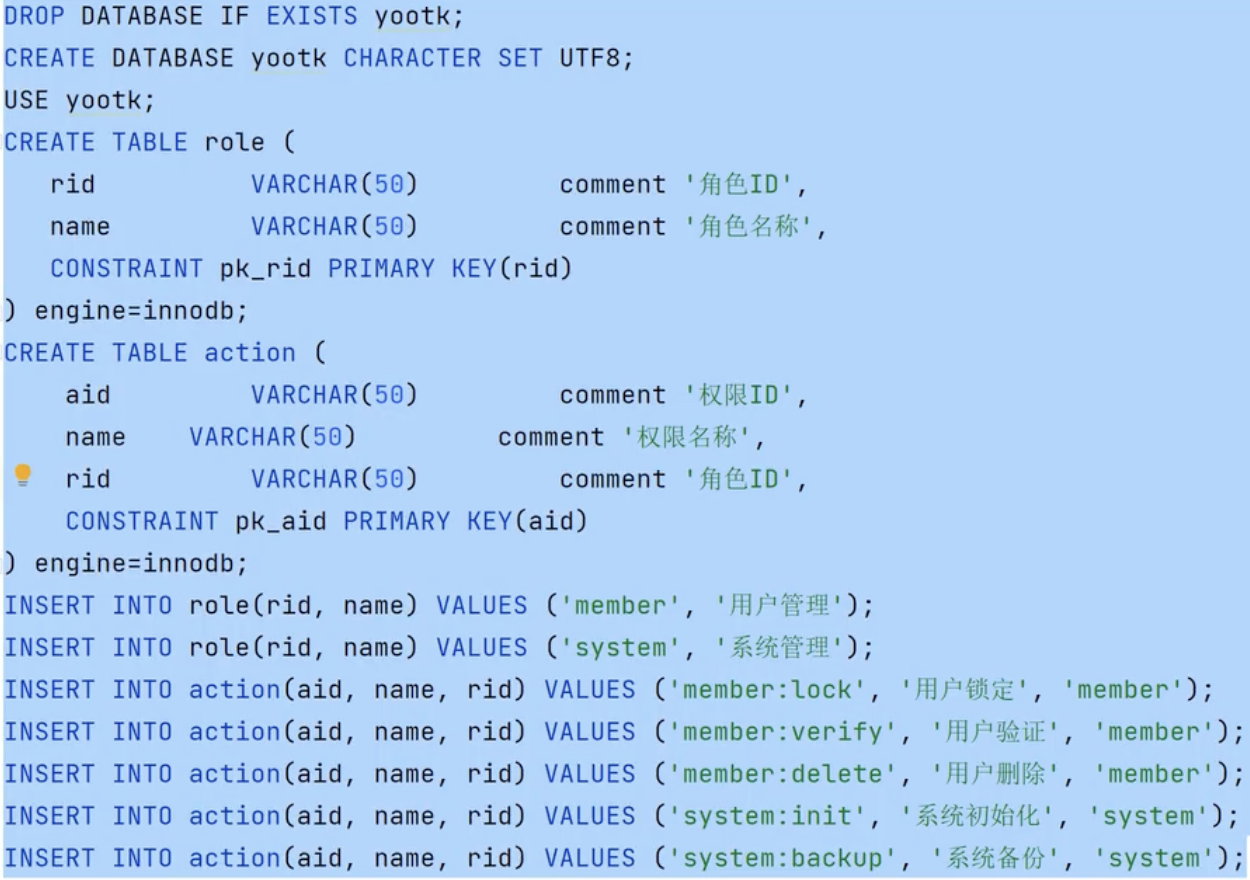 DROP DATABASE IF EXISTS yootk;
CREATE DATABASE yootk CHARACTER SET UTF8;
USE yootk;
CREATE TABLE role (
rid VARCHAR(50) comment '角色ID',
name VARCHAR(50) comment '角色名称',
CONSTRAINT pk_rid PRIMARY KEY(rid)
) engine=innodb;
CREATE TABLE action (
aid VARCHAR(50) comment '权限ID',
name VARCHAR(50) comment '权限名称',
rid VARCHAR(50) comment '角色ID',
CONSTRAINT pk_aid PRIMARY KEY(aid)
) engine=innodb;
INSERT INTO role(rid, name) VALUES ('member', '用户管理');
INSERT INTO role(rid, name) VALUES ('system', '系统管理');
INSERT INTO action(aid, name, rid) VALUES ('member:lock', '用户锁定', 'member');
INSERT INTO action(aid, name, rid) VALUES ('member:verify', '用户验证', 'member');
INSERT INTO action(aid, name, rid) VALUES ('member:delete', '用户删除', 'member');
INSERT INTO action(aid, name, rid) VALUES ('system:init', '系统初始化', 'system');
INSERT INTO action(aid, name, rid) VALUES ('system:backup', '系统备份', 'system');